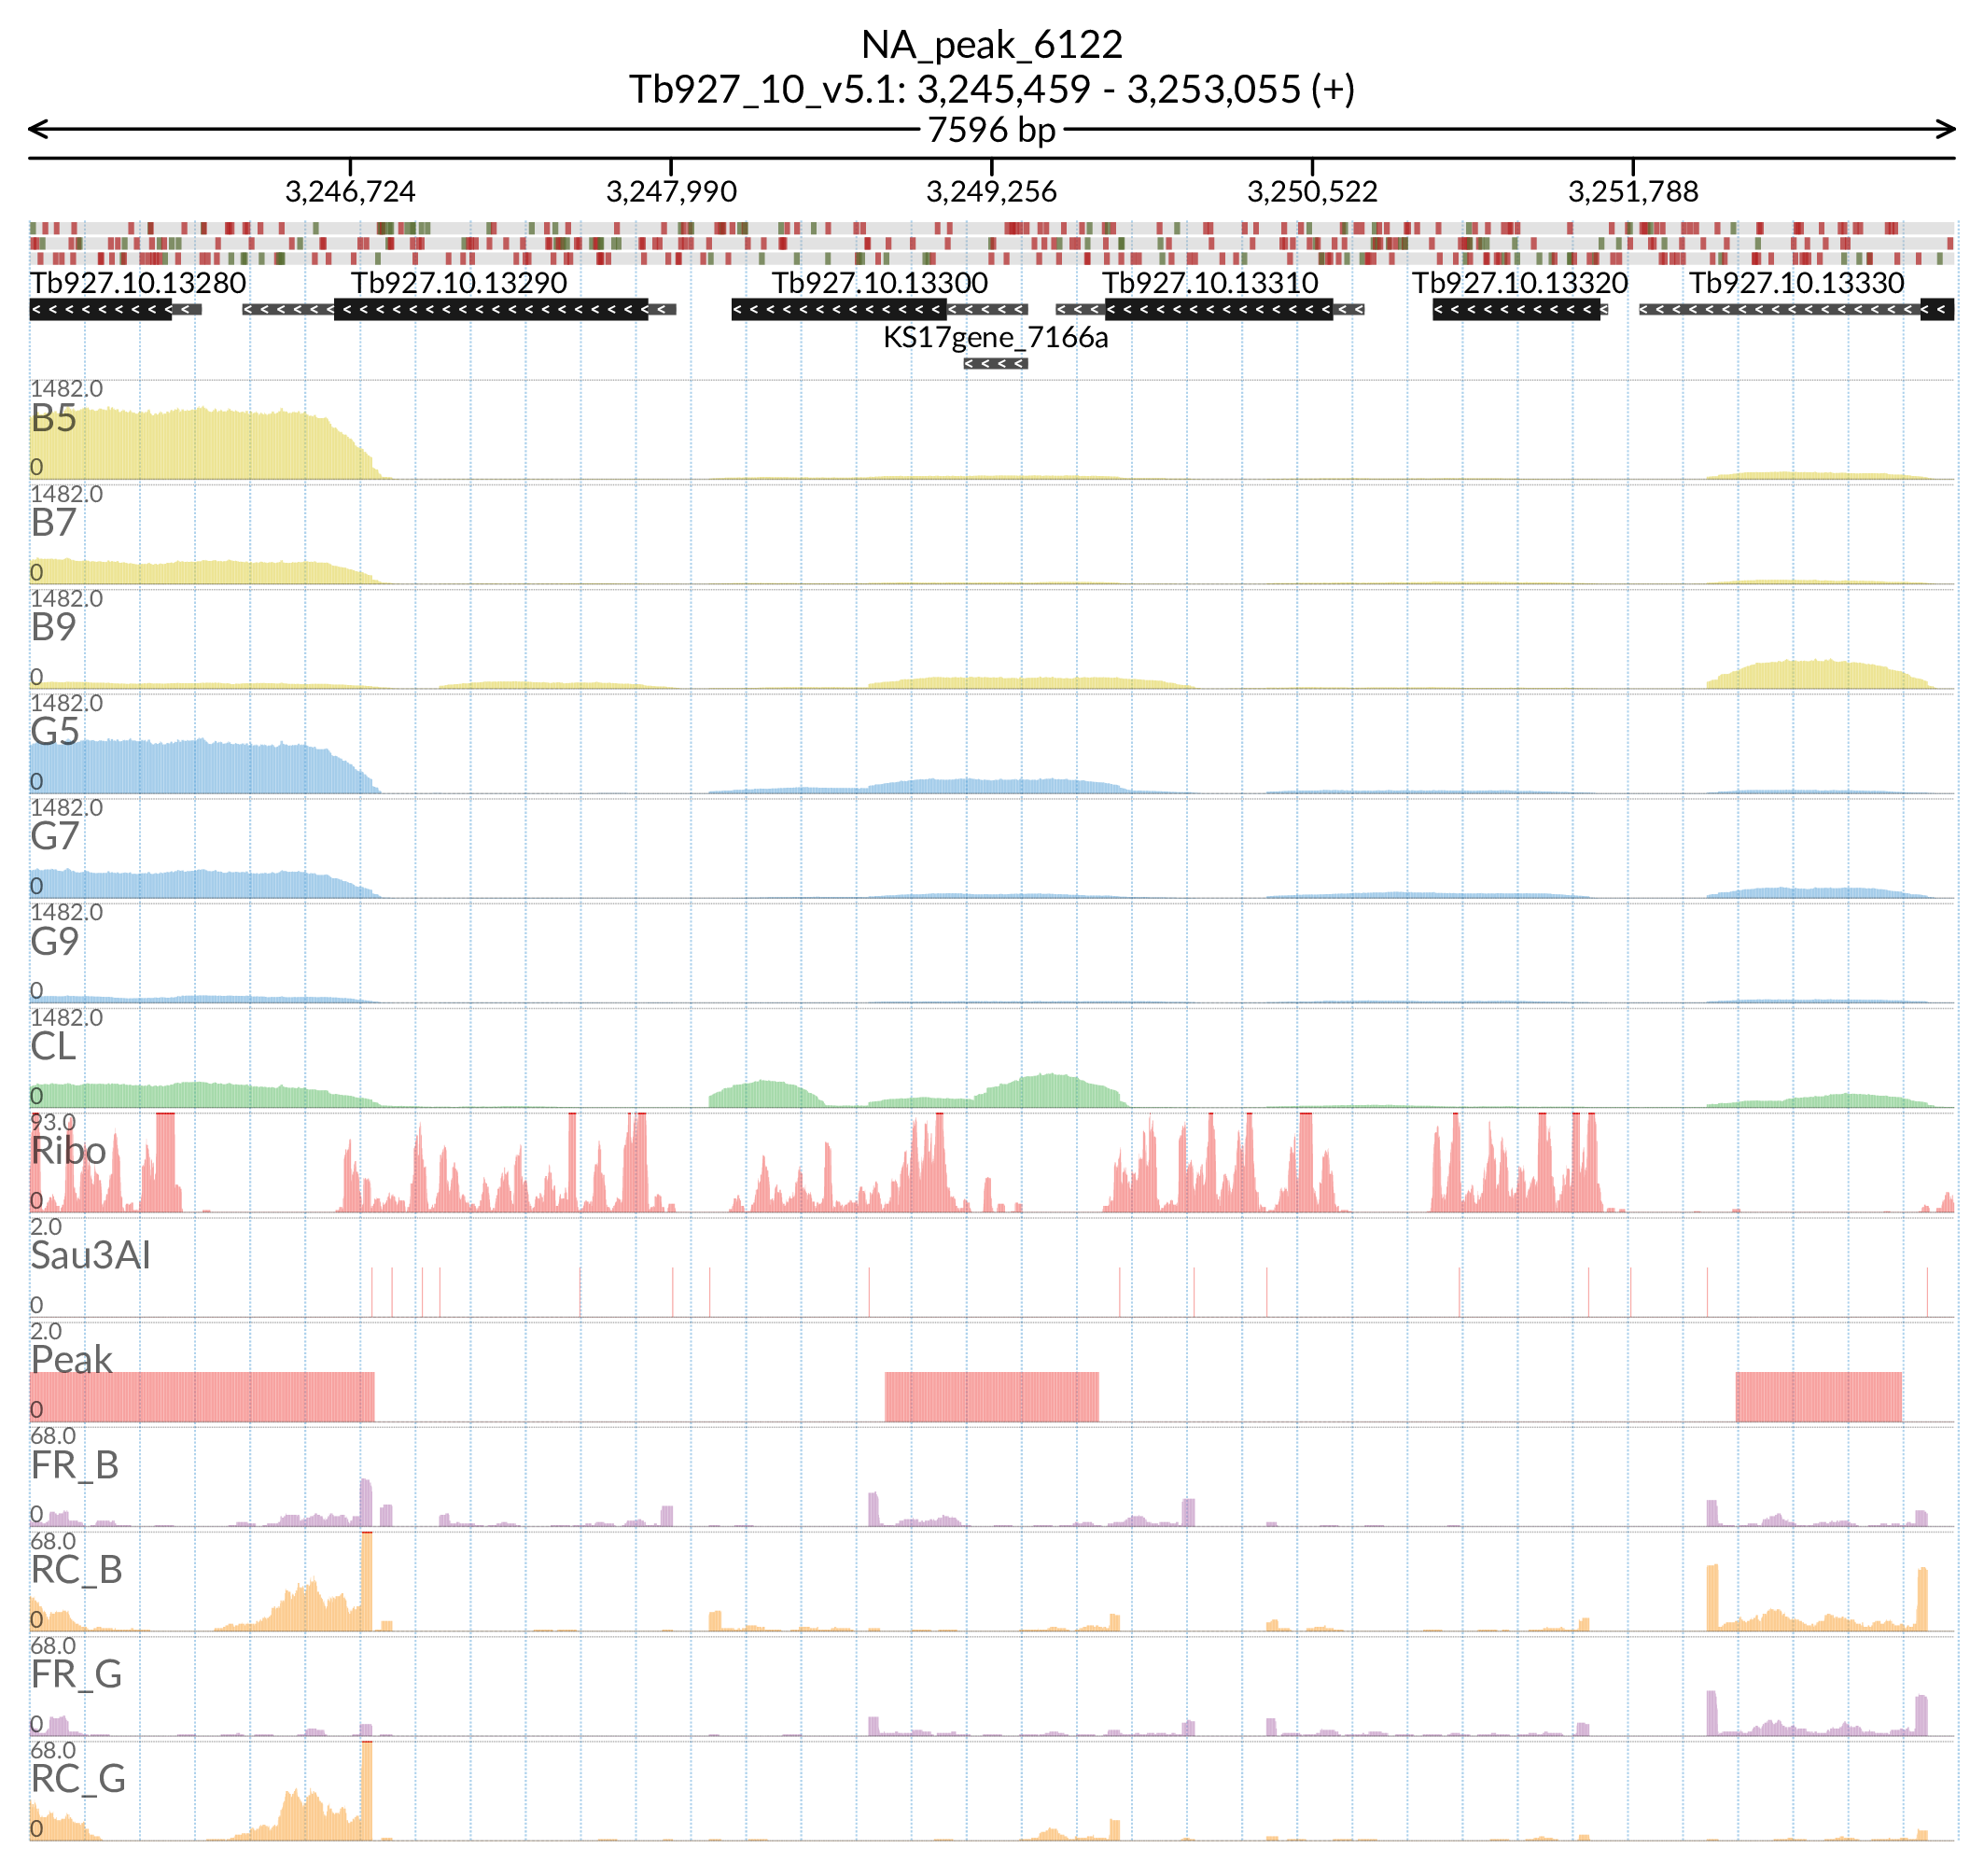 NA_peak_6122
Tb927_10_v5.1: 3,245,459 - 3,253,055 (+)
7596 bp
3,246,724 3,247,990 3,249,256 3,250,522 3,251,788
Tb927.10.13280 Tb927.10.13290 Tb927.10.13300 Tb927.10.13310 Tb927.10.13320 Tb927.10.13330
KS17gene_7166a
1482.0
B5
0
1482.0
B7
0
1482.0
B9
0
1482.0
G5
0
1482.0
G7
0
1482.0
G9
0
1482.0
CL
0
93.0
Ribo
0
2.0
Sau3AI
0
2.0
Peak
0
68.0
FR_B
0
68.0
RC_B
0
68.0
FR_G
0
68.0
RC_G
0